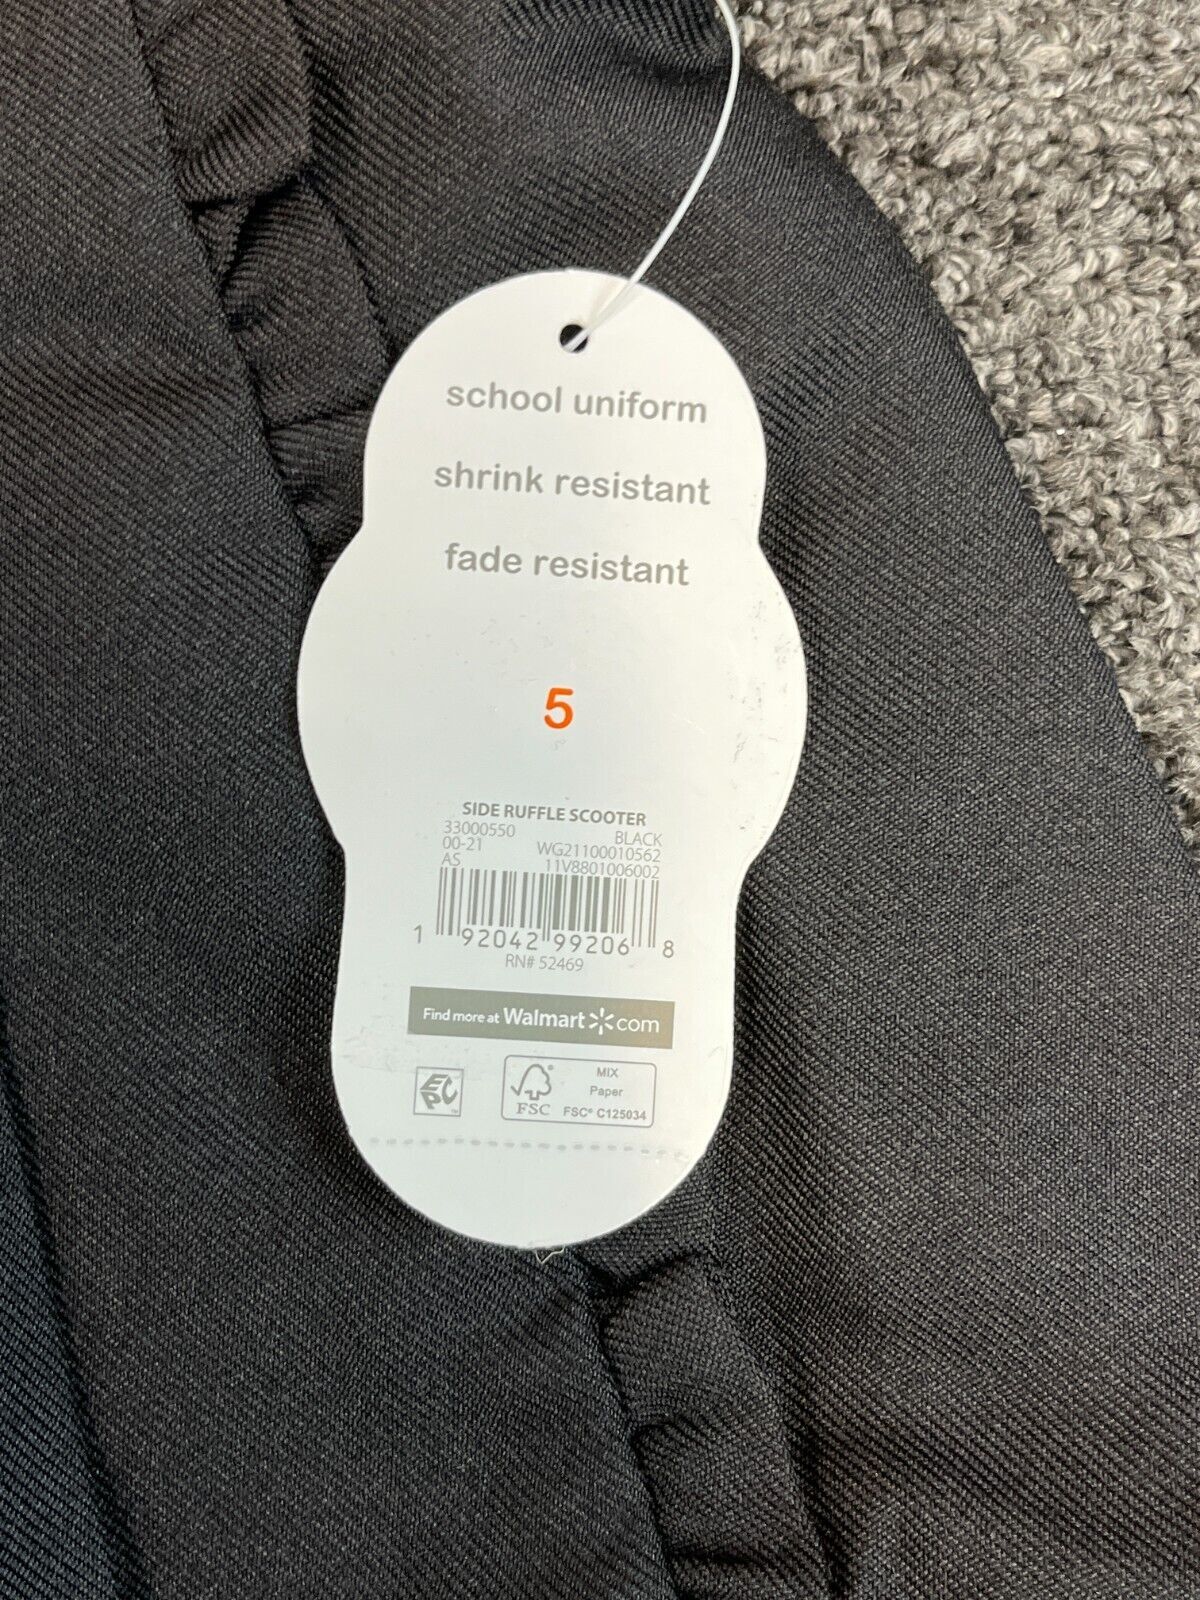 school uniform
shrink resistant
fade resistant
5
SIDE RUFFLE SCOOTER
33000550 BLACK
00-21 WG21100010562
AS 11V8801006002
1 92042 99206 8
RN# 52469
Find more at Walmart.com
EPC™
FSC
MIX
Paper
FSC® C125034